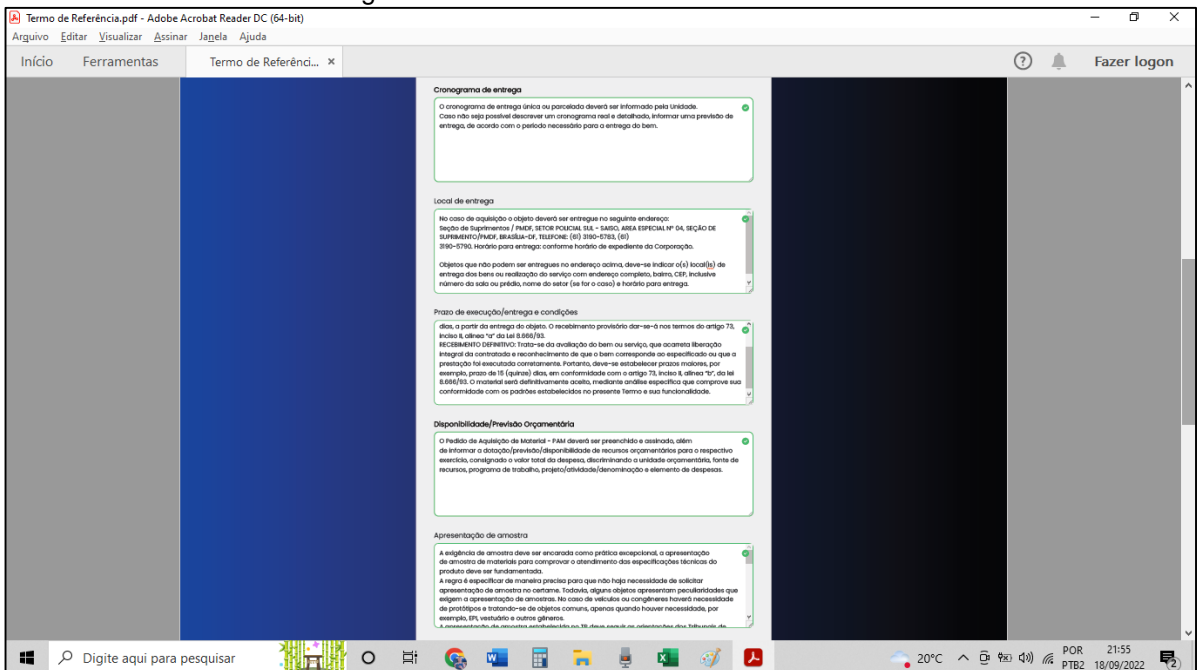 Termo de Referência.pdf - Adobe Acrobat Reader DC (64-bit)
Arquivo Editar Visualizar Assinar Janela Ajuda
Início Ferramentas Termo de Referênci... × Fazer logon
Cronograma de entrega
O cronograma de entrega única ou parcelada deverá ser informado pela Unidade.
Caso não seja possível descrever um cronograma real e detalhado, informar uma previsão de
entrega, de acordo com o período necessário para a entrega do bem.
Local de entrega
No caso de aquisição o objeto deverá ser entregue no seguinte endereço:
Seção de Suprimentos / PMDF, SETOR POLICIAL SUL - SAISO, AREA ESPECIAL Nº 04, SEÇÃO DE
SUPRIMENTO/PMDF, BRASÍLIA-DF, TELEFONE: (61) 3190-5783, (61)
3190-5790. Horário para entrega: conforme horário de expediente da Corporação.
Objetos que não podem ser entregues no endereço acima, deve-se indicar o(s) local(is) de
entrega dos bens ou realização do serviço com endereço completo, bairro, CEP, inclusive
número da sala ou prédio, nome do setor (se for o caso) e horário para entrega.
Prazo de execução/entrega e condições
dias, a partir da entrega do objeto. O recebimento provisório dar-se-á nos termos do artigo 73,
inciso II, alínea "a" da Lei 8.666/93.
RECEBIMENTO DEFINITIVO: Trata-se da avaliação do bem ou serviço, que acarreta liberação
integral da contratada e reconhecimento de que o bem corresponde ao especificado ou que a
prestação foi executada corretamente. Portanto, deve-se estabelecer prazos maiores, por
exemplo, prazo de 15 (quinze) dias, em conformidade com o artigo 73, inciso II, alínea "b", da lei
8.666/93. O material será definitivamente aceito, mediante análise específica que comprove sua
conformidade com os padrões estabelecidos no presente Termo e sua funcionalidade.
Disponibilidade/Previsão Orçamentária
O Pedido de Aquisição de Material - PAM deverá ser preenchido e assinado, além
de informar a dotação/previsão/disponibilidade de recursos orçamentários para o respectivo
exercício, consignado o valor total da despesa, discriminando a unidade orçamentária, fonte de
recursos, programa de trabalho, projeto/atividade/denominação e elemento de despesas.
Apresentação de amostra
A exigência de amostra deve ser encarada como prática excepcional, a apresentação
de amostra de materiais para comprovar o atendimento das especificações técnicas do
produto deve ser fundamentada.
A regra é especificar de maneira precisa para que não haja necessidade de solicitar
apresentação de amostra no certame. Todavia, alguns objetos apresentam peculiaridades que
exigem a apresentação de amostras. No caso de veículos ou congêneres haverá necessidade
de protótipos e tratando-se de objetos comuns, apenas quando houver necessidade, por
exemplo, EPI, vestuário e outros gêneros.
A apresentação de amostra estabelecida no TR deve seguir as orientações dos Tribunais de
Digite aqui para pesquisar 20°C POR 21:55
PTB2 18/09/2022 2